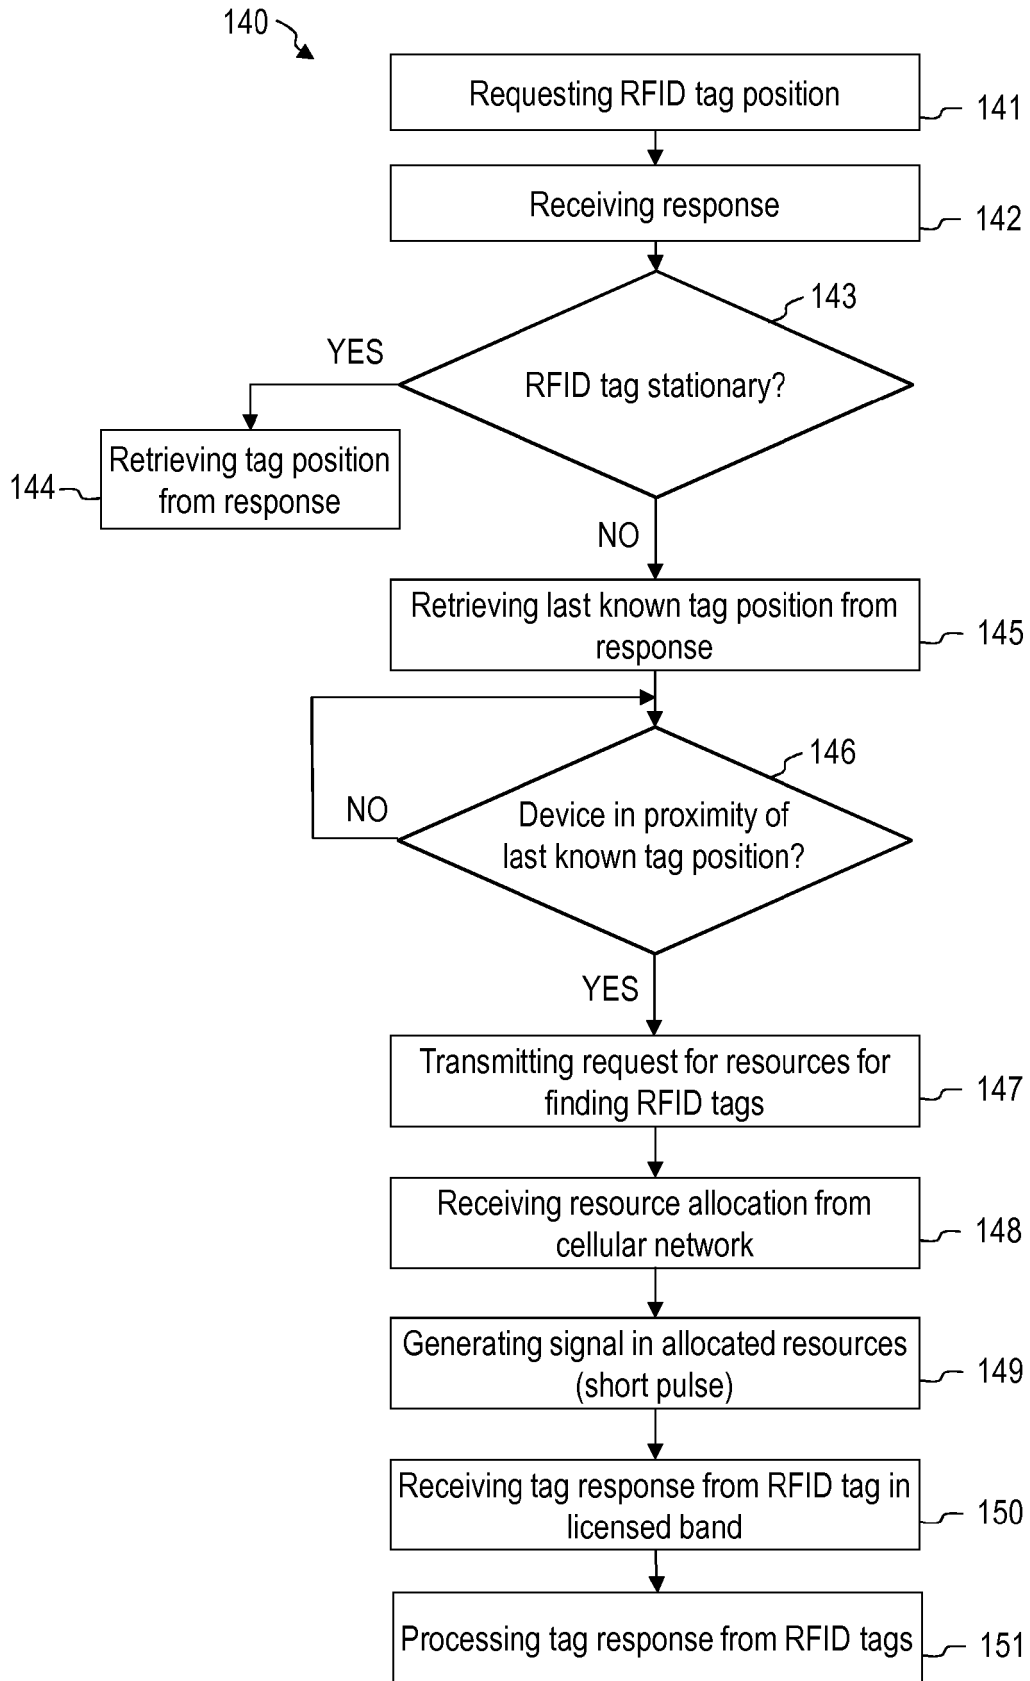 140
Requesting RFID tag position
141
Receiving response
142
143
YES
RFID tag stationary?
Retrieving tag position
from response
144
NO
Retrieving last known tag position from
response
145
146
NO
Device in proximity of
last known tag position?
YES
Transmitting request for resources for
finding RFID tags
147
Receiving resource allocation from
cellular network
148
Generating signal in allocated resources
(short pulse)
149
Receiving tag response from RFID tag in
licensed band
150
Processing tag response from RFID tags
151